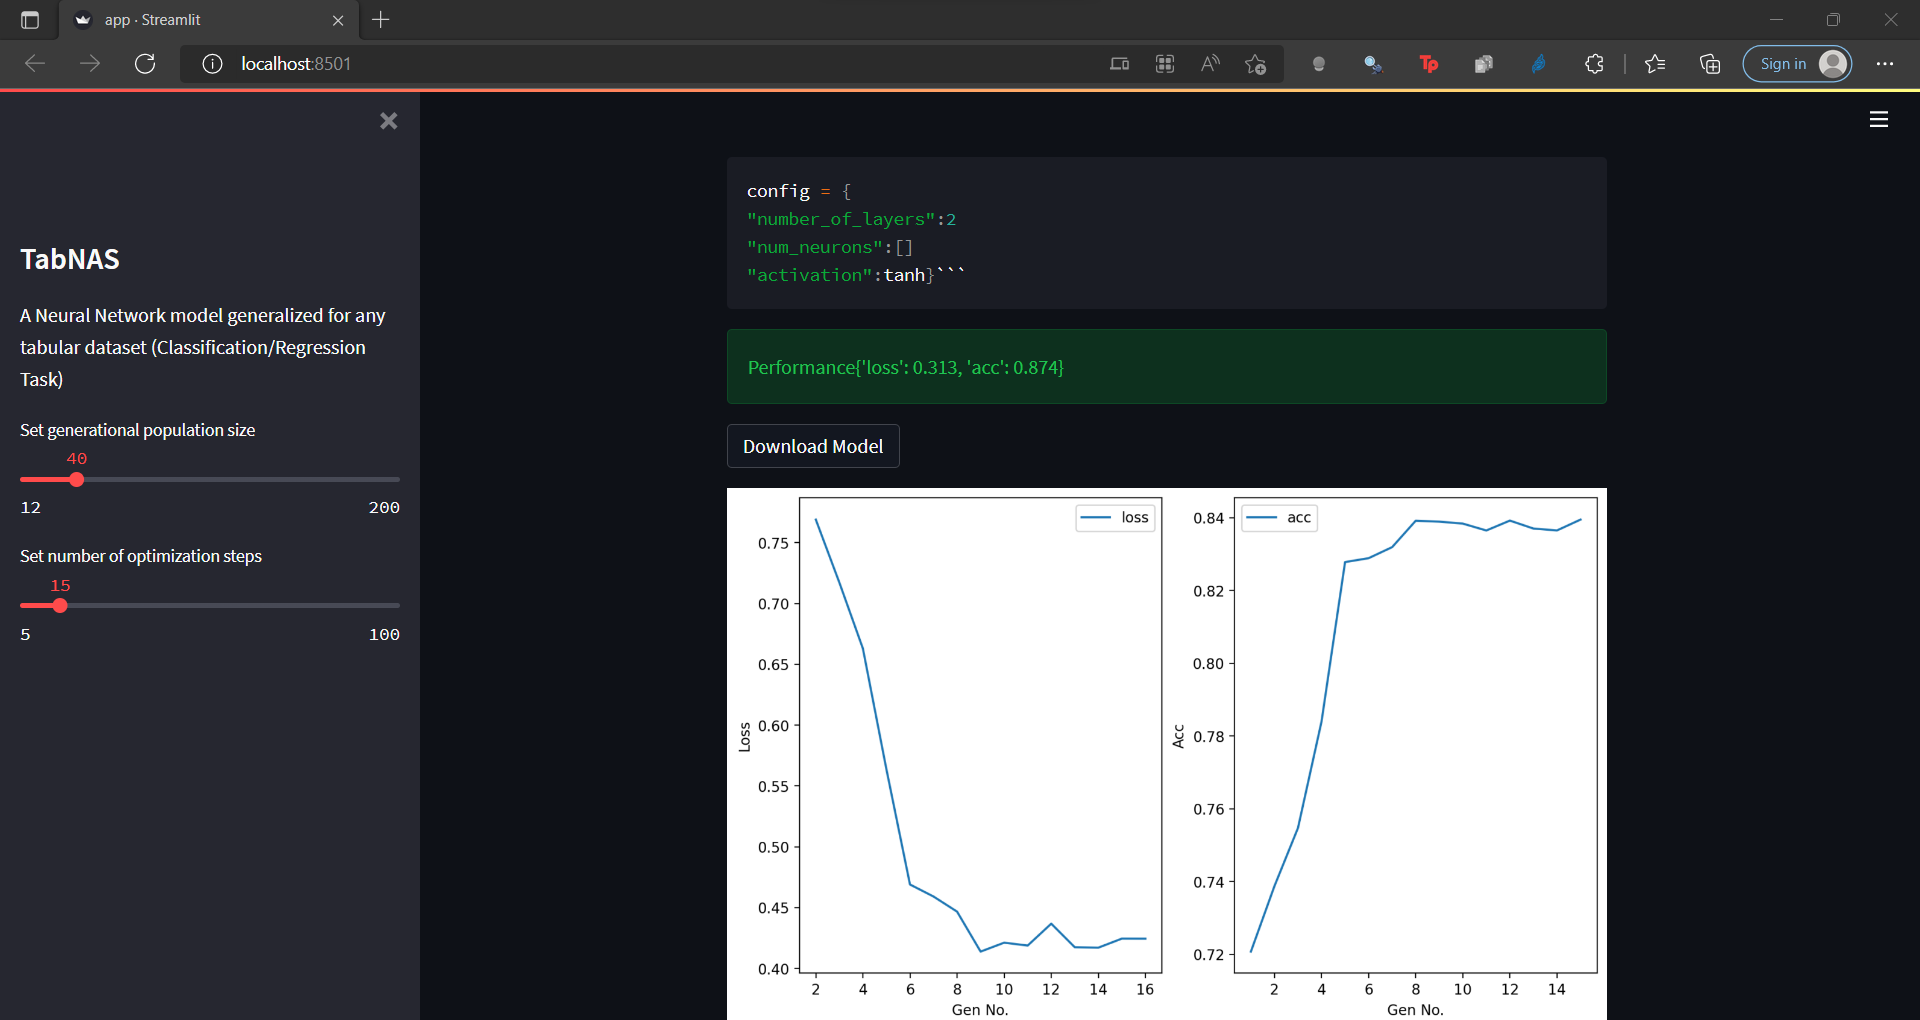 app · Streamlit
localhost:8501
Sign in
TabNAS
A Neural Network model generalized for any
tabular dataset (Classification/Regression
Task)
Set generational population size
40
12 200
Set number of optimization steps
15
5 100
config = {
"number_of_layers":2
"num_neurons":[]
"activation":tanh}```
Performance{'loss': 0.313, 'acc': 0.874}
Download Model
loss
0.75
0.70
0.65
0.60
0.55
0.50
0.45
0.40
Loss
2 4 6 8 10 12 14 16
Gen No.
acc
0.84
0.82
0.80
0.78
0.76
0.74
0.72
Acc
2 4 6 8 10 12 14
Gen No.